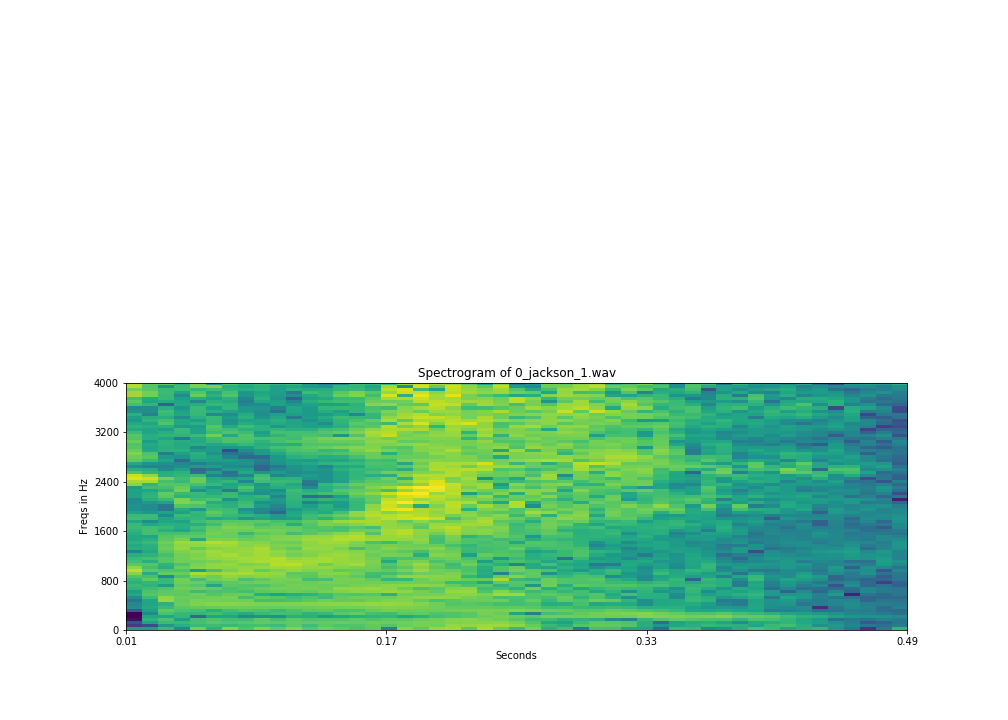 Spectrogram of 0_jackson_1.wav
4000
3200
2400
1600
800
0
Freqs in Hz
0.01 0.17 0.33 0.49
Seconds